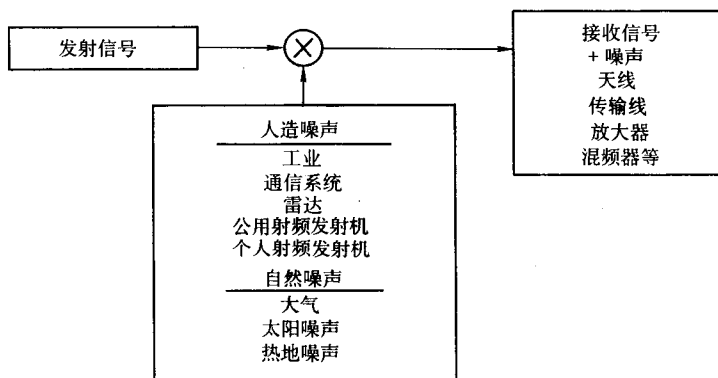 发射信号
接收信号
+ 噪声
天线
传输线
放大器
混频器等
人造噪声
工业
通信系统
雷达
公用射频发射机
个人射频发射机
自然噪声
大气
太阳噪声
热地噪声